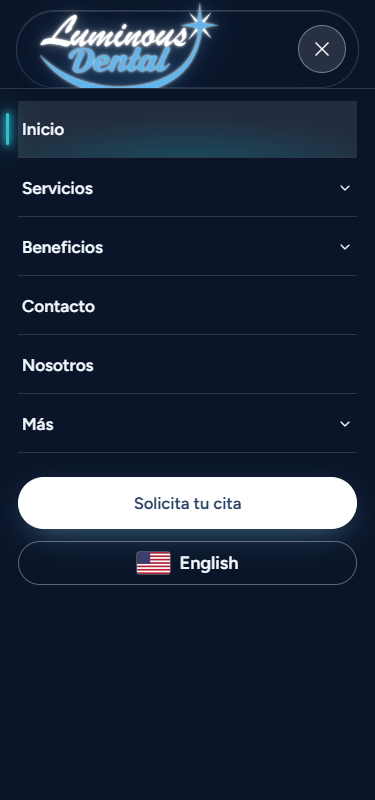 Luminous
Dental
Inicio
Servicios
Beneficios
Contacto
Nosotros
Más
Solicita tu cita
English